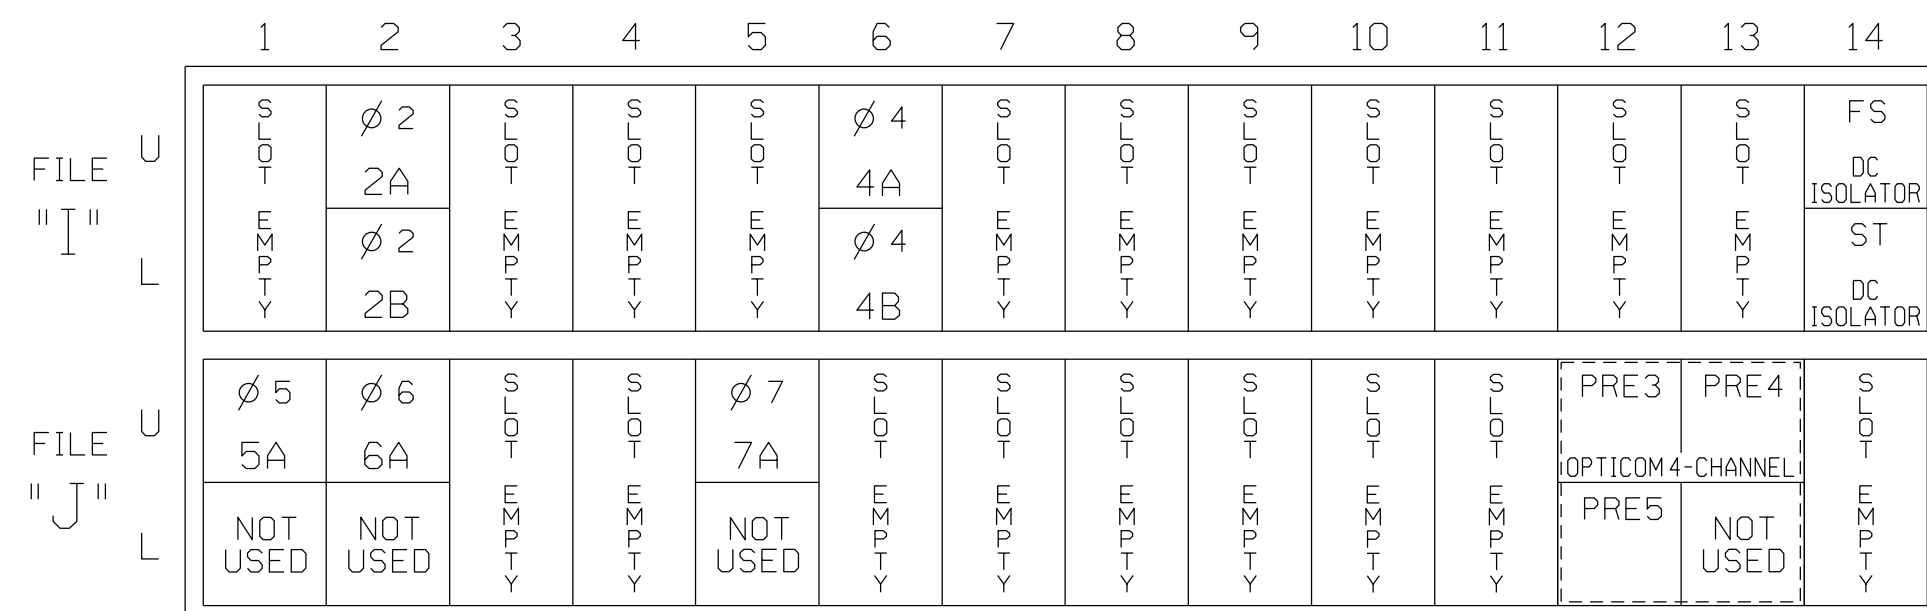 1 2 3 4 5 6 7 8 9 10 11 12 13 14
FILE "I"
U
L
SLOT EMPTY
Ø 2
2A
Ø 2
2B
SLOT EMPTY
SLOT EMPTY
SLOT EMPTY
Ø 4
4A
Ø 4
4B
SLOT EMPTY
SLOT EMPTY
SLOT EMPTY
SLOT EMPTY
SLOT EMPTY
SLOT EMPTY
SLOT EMPTY
FS
DC
ISOLATOR
ST
DC
ISOLATOR
FILE "J"
U
L
Ø 5
5A
NOT
USED
Ø 6
6A
NOT
USED
SLOT EMPTY
SLOT EMPTY
Ø 7
7A
NOT
USED
SLOT EMPTY
SLOT EMPTY
SLOT EMPTY
SLOT EMPTY
SLOT EMPTY
SLOT EMPTY
PRE3
PRE4
OPTICOM 4-CHANNEL
PRE5
NOT
USED
SLOT EMPTY